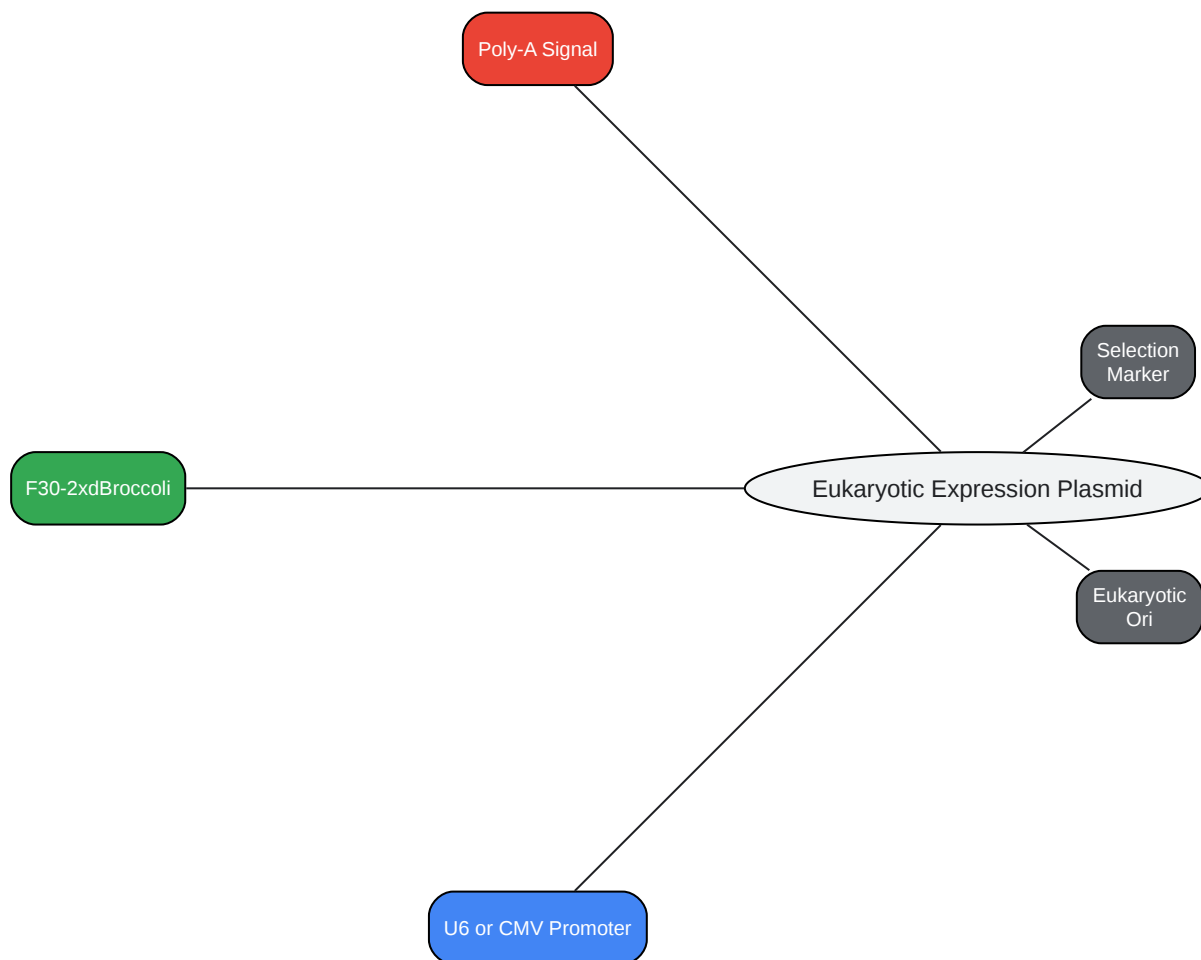 Poly-A Signal
Selection
Marker
F30-2xdBroccoli
Eukaryotic Expression Plasmid
Eukaryotic
Ori
U6 or CMV Promoter